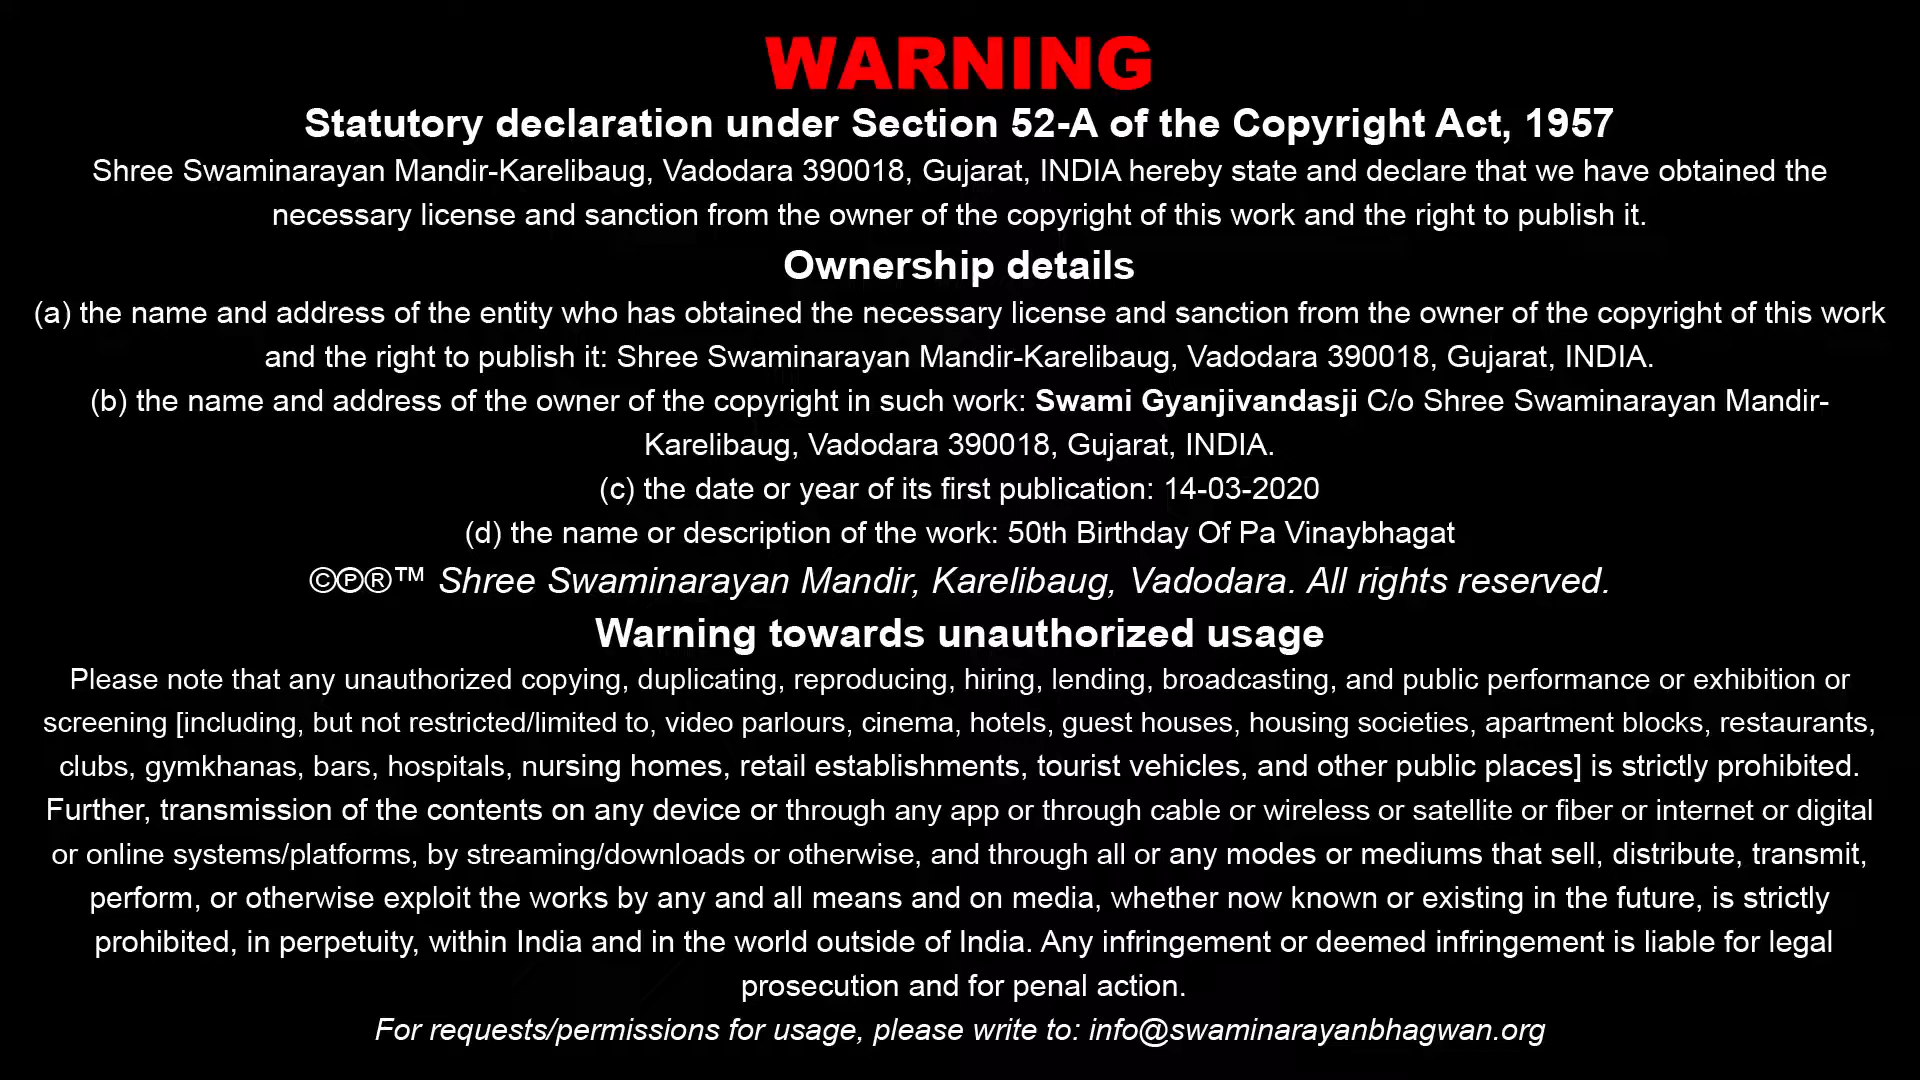 WARNING
Statutory declaration under Section 52-A of the Copyright Act, 1957
Shree Swaminarayan Mandir-Karelibaug, Vadodara 390018, Gujarat, INDIA hereby state and declare that we have obtained the
necessary license and sanction from the owner of the copyright of this work and the right to publish it.
Ownership details
(a) the name and address of the entity who has obtained the necessary license and sanction from the owner of the copyright of this work
and the right to publish it: Shree Swaminarayan Mandir-Karelibaug, Vadodara 390018, Gujarat, INDIA.
(b) the name and address of the owner of the copyright in such work: Swami Gyanjivandasji C/o Shree Swaminarayan Mandir-
Karelibaug, Vadodara 390018, Gujarat, INDIA.
(c) the date or year of its first publication: 14-03-2020
(d) the name or description of the work: 50th Birthday Of Pa Vinaybhagat
©℗®™ Shree Swaminarayan Mandir, Karelibaug, Vadodara. All rights reserved.
Warning towards unauthorized usage
Please note that any unauthorized copying, duplicating, reproducing, hiring, lending, broadcasting, and public performance or exhibition or
screening [including, but not restricted/limited to, video parlours, cinema, hotels, guest houses, housing societies, apartment blocks, restaurants,
clubs, gymkhanas, bars, hospitals, nursing homes, retail establishments, tourist vehicles, and other public places] is strictly prohibited.
Further, transmission of the contents on any device or through any app or through cable or wireless or satellite or fiber or internet or digital
or online systems/platforms, by streaming/downloads or otherwise, and through all or any modes or mediums that sell, distribute, transmit,
perform, or otherwise exploit the works by any and all means and on media, whether now known or existing in the future, is strictly
prohibited, in perpetuity, within India and in the world outside of India. Any infringement or deemed infringement is liable for legal
prosecution and for penal action.
For requests/permissions for usage, please write to: info@swaminarayanbhagwan.org